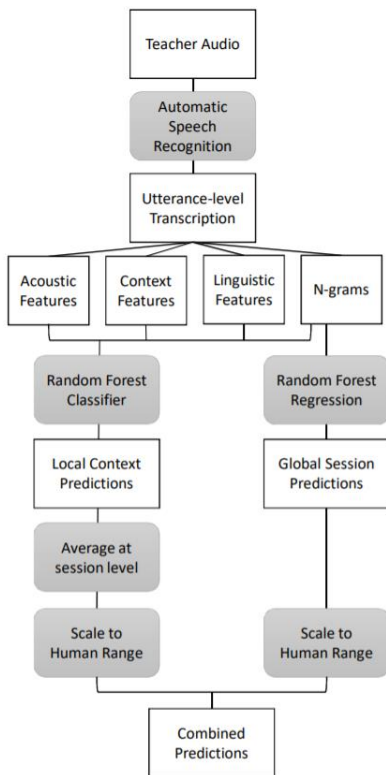 Teacher Audio
Automatic
Speech
Recognition
Utterance-level
Transcription
Acoustic
Features
Context
Features
Linguistic
Features
N-grams
Random Forest
Classifier
Random Forest
Regression
Local Context
Predictions
Global Session
Predictions
Average at
session level
Scale to
Human Range
Scale to
Human Range
Combined
Predictions